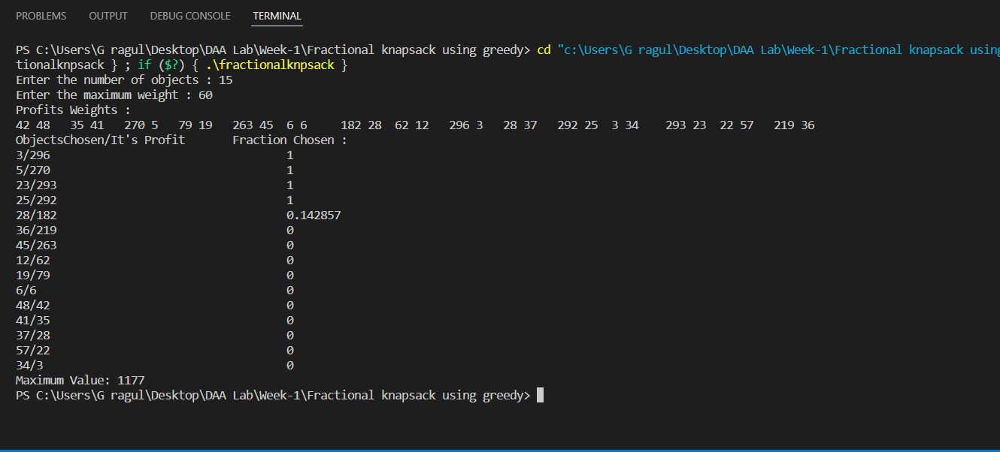 PROBLEMS OUTPUT DEBUG CONSOLE TERMINAL
PS C:\Users\G ragul\Desktop\DAA Lab\Week-1\Fractional knapsack using greedy> cd "c:\Users\G ragul\Desktop\DAA Lab\Week-1\Fractional knapsack using
tionalknpsack } ; if ($?) { .\fractionalknpsack }
Enter the number of objects : 15
Enter the maximum weight : 60
Profits Weights :
42 48 35 41 270 5 79 19 263 45 6 6 182 28 62 12 296 3 28 37 292 25 3 34 293 23 22 57 219 36
ObjectsChosen/It's Profit Fraction Chosen :
3/296 1
5/270 1
23/293 1
25/292 1
28/182 0.142857
36/219 0
45/263 0
12/62 0
19/79 0
6/6 0
48/42 0
41/35 0
37/28 0
57/22 0
34/3 0
Maximum Value: 1177
PS C:\Users\G ragul\Desktop\DAA Lab\Week-1\Fractional knapsack using greedy>